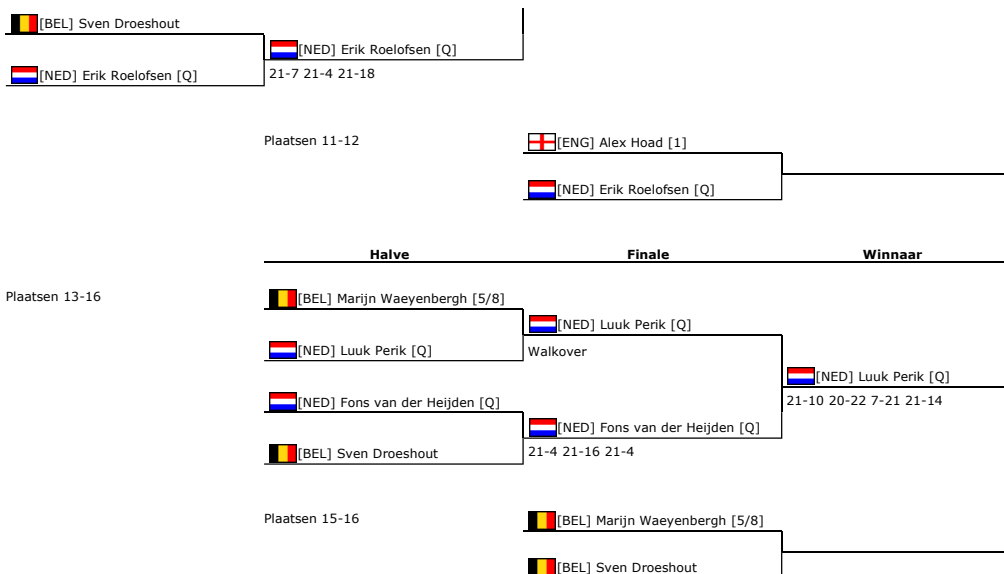 [BEL] Sven Droeshout
[NED] Erik Roelofsen [Q]
[NED] Erik Roelofsen [Q]
21-7 21-4 21-18
Plaatsen 11-12
[ENG] Alex Hoad [1]
[NED] Erik Roelofsen [Q]
Halve Finale Winnaar
Plaatsen 13-16
[BEL] Marijn Waeyenbergh [5/8]
[NED] Luuk Perik [Q]
[NED] Luuk Perik [Q]
Walkover
[NED] Luuk Perik [Q]
21-10 20-22 7-21 21-14
[NED] Fons van der Heijden [Q]
[NED] Fons van der Heijden [Q]
[BEL] Sven Droeshout
21-4 21-16 21-4
Plaatsen 15-16
[BEL] Marijn Waeyenbergh [5/8]
[BEL] Sven Droeshout